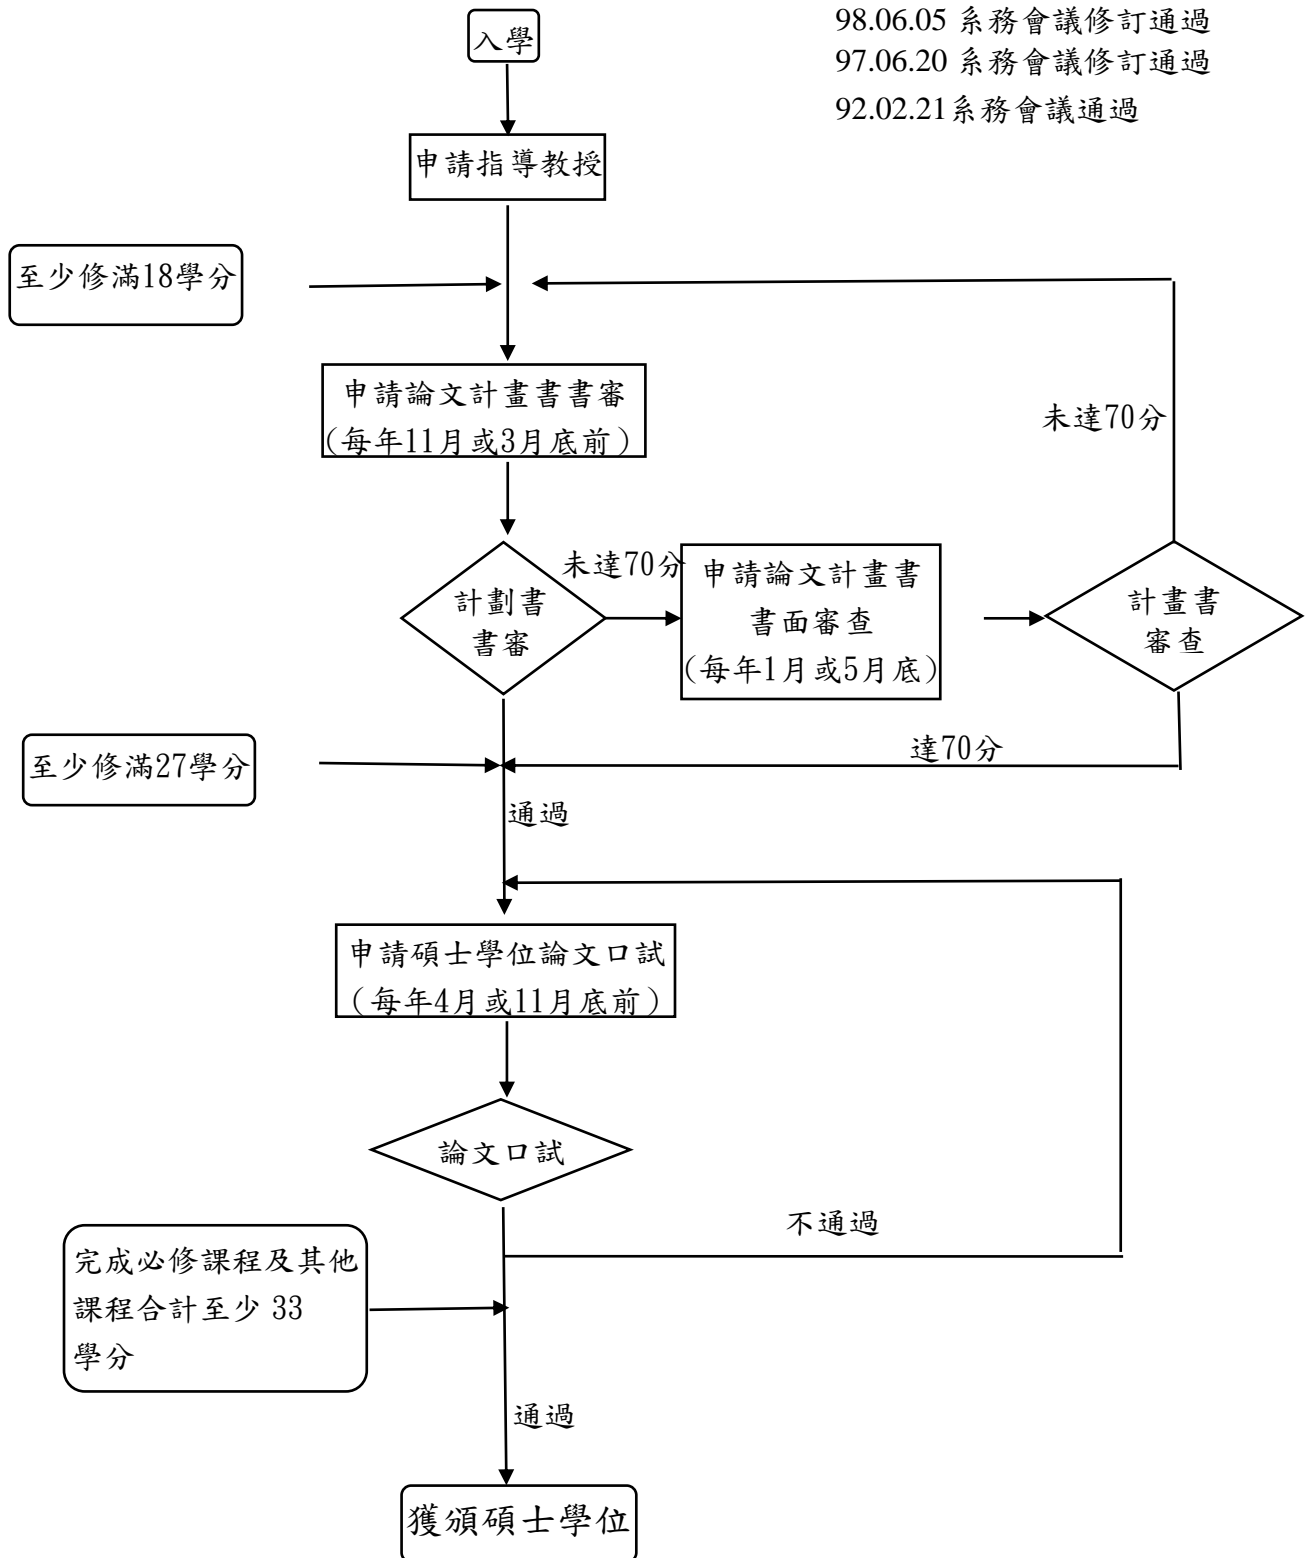 98.06.05 系務會議修訂通過
97.06.20 系務會議修訂通過
92.02.21系務會議通過
入學
申請指導教授
至少修滿18學分
申請論文計畫書書審
(每年11月或3月底前)
未達70分
計劃書
書審
未達70分
申請論文計畫書
書面審查
(每年1月或5月底)
計畫書
審查
至少修滿27學分
達70分
通過
申請碩士學位論文口試
(每年4月或11月底前)
論文口試
不通過
完成必修課程及其他
課程合計至少 33
學分
通過
獲頒碩士學位